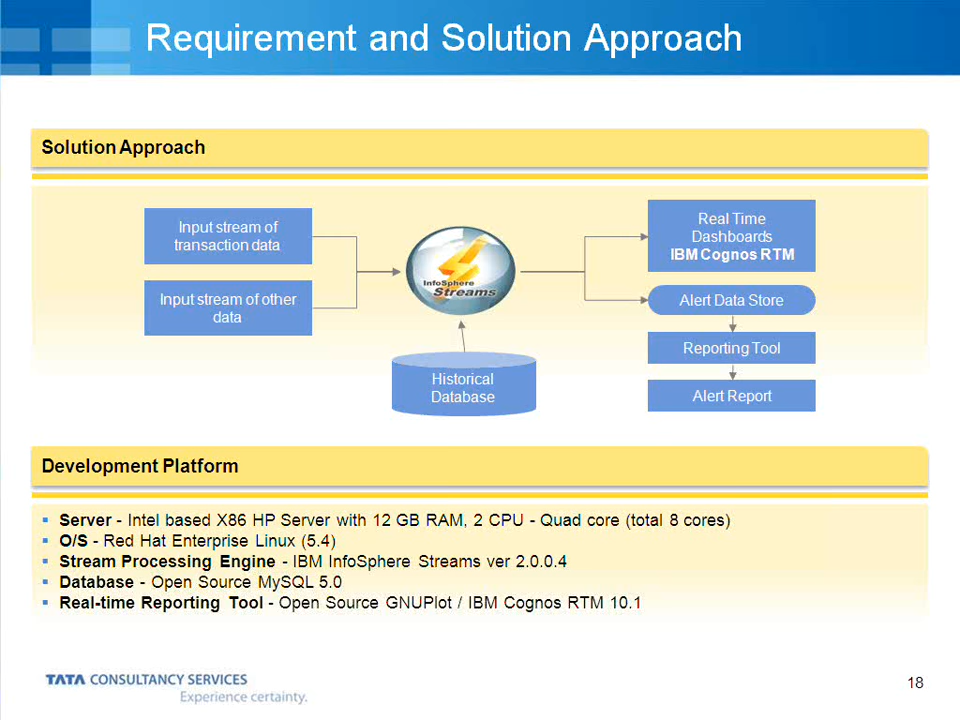 Requirement and Solution Approach
Solution Approach
Input stream of
transaction data
Input stream of other
data
InfoSphere
Streams
Historical
Database
Real Time
Dashboards
IBM Cognos RTM
Alert Data Store
Reporting Tool
Alert Report
Development Platform
Server - Intel based X86 HP Server with 12 GB RAM, 2 CPU - Quad core (total 8 cores)
O/S - Red Hat Enterprise Linux (5.4)
Stream Processing Engine - IBM InfoSphere Streams ver 2.0.0.4
Database - Open Source MySQL 5.0
Real-time Reporting Tool - Open Source GNUPlot / IBM Cognos RTM 10.1
TATA CONSULTANCY SERVICES
Experience certainty.
18